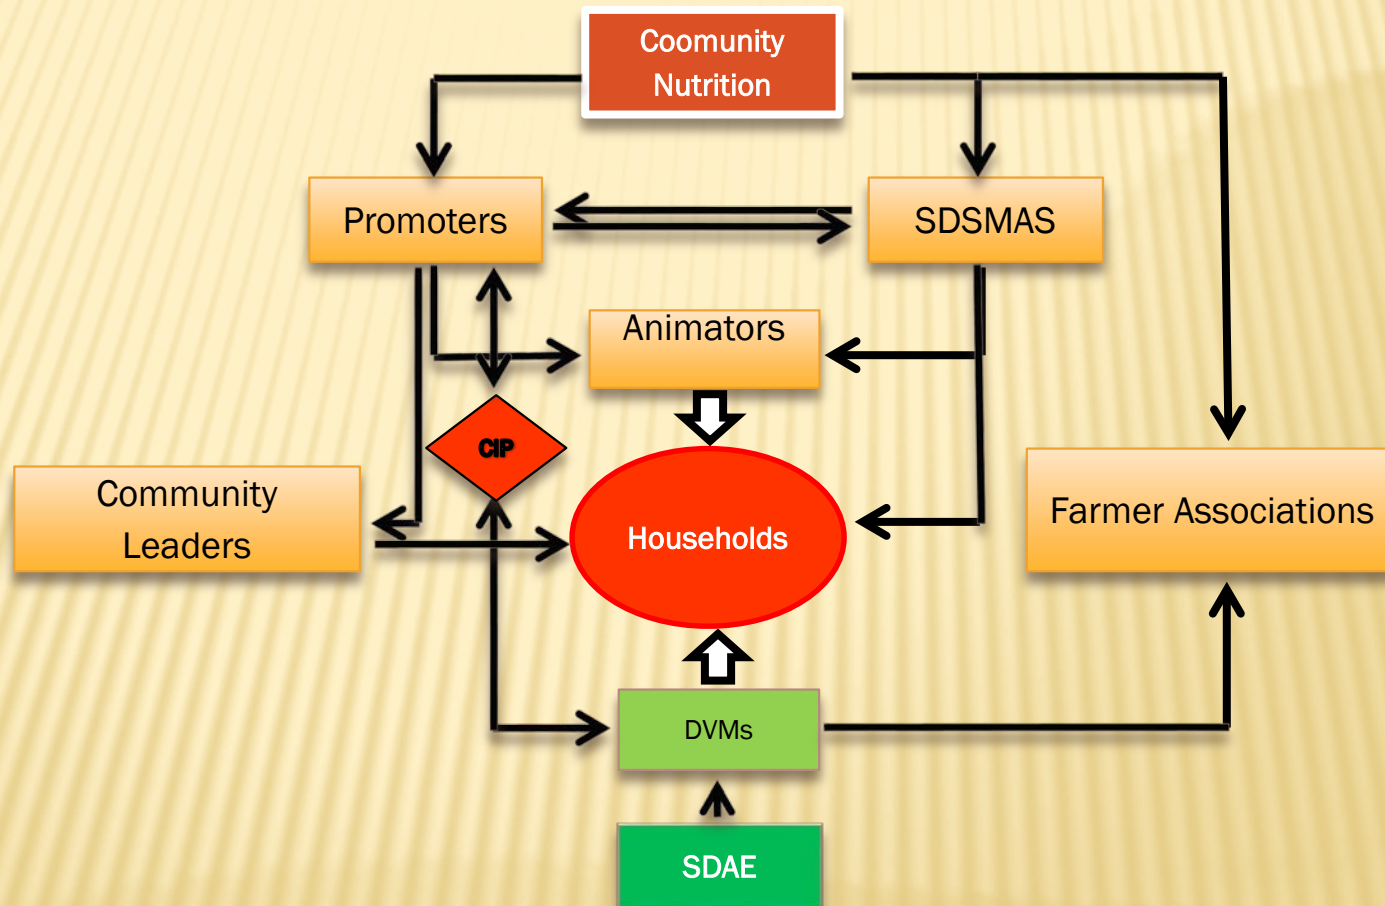 Coomunity
Nutrition
Promoters
SDSMAS
Animators
CIP
Community
Leaders
Households
Farmer Associations
DVMs
SDAE